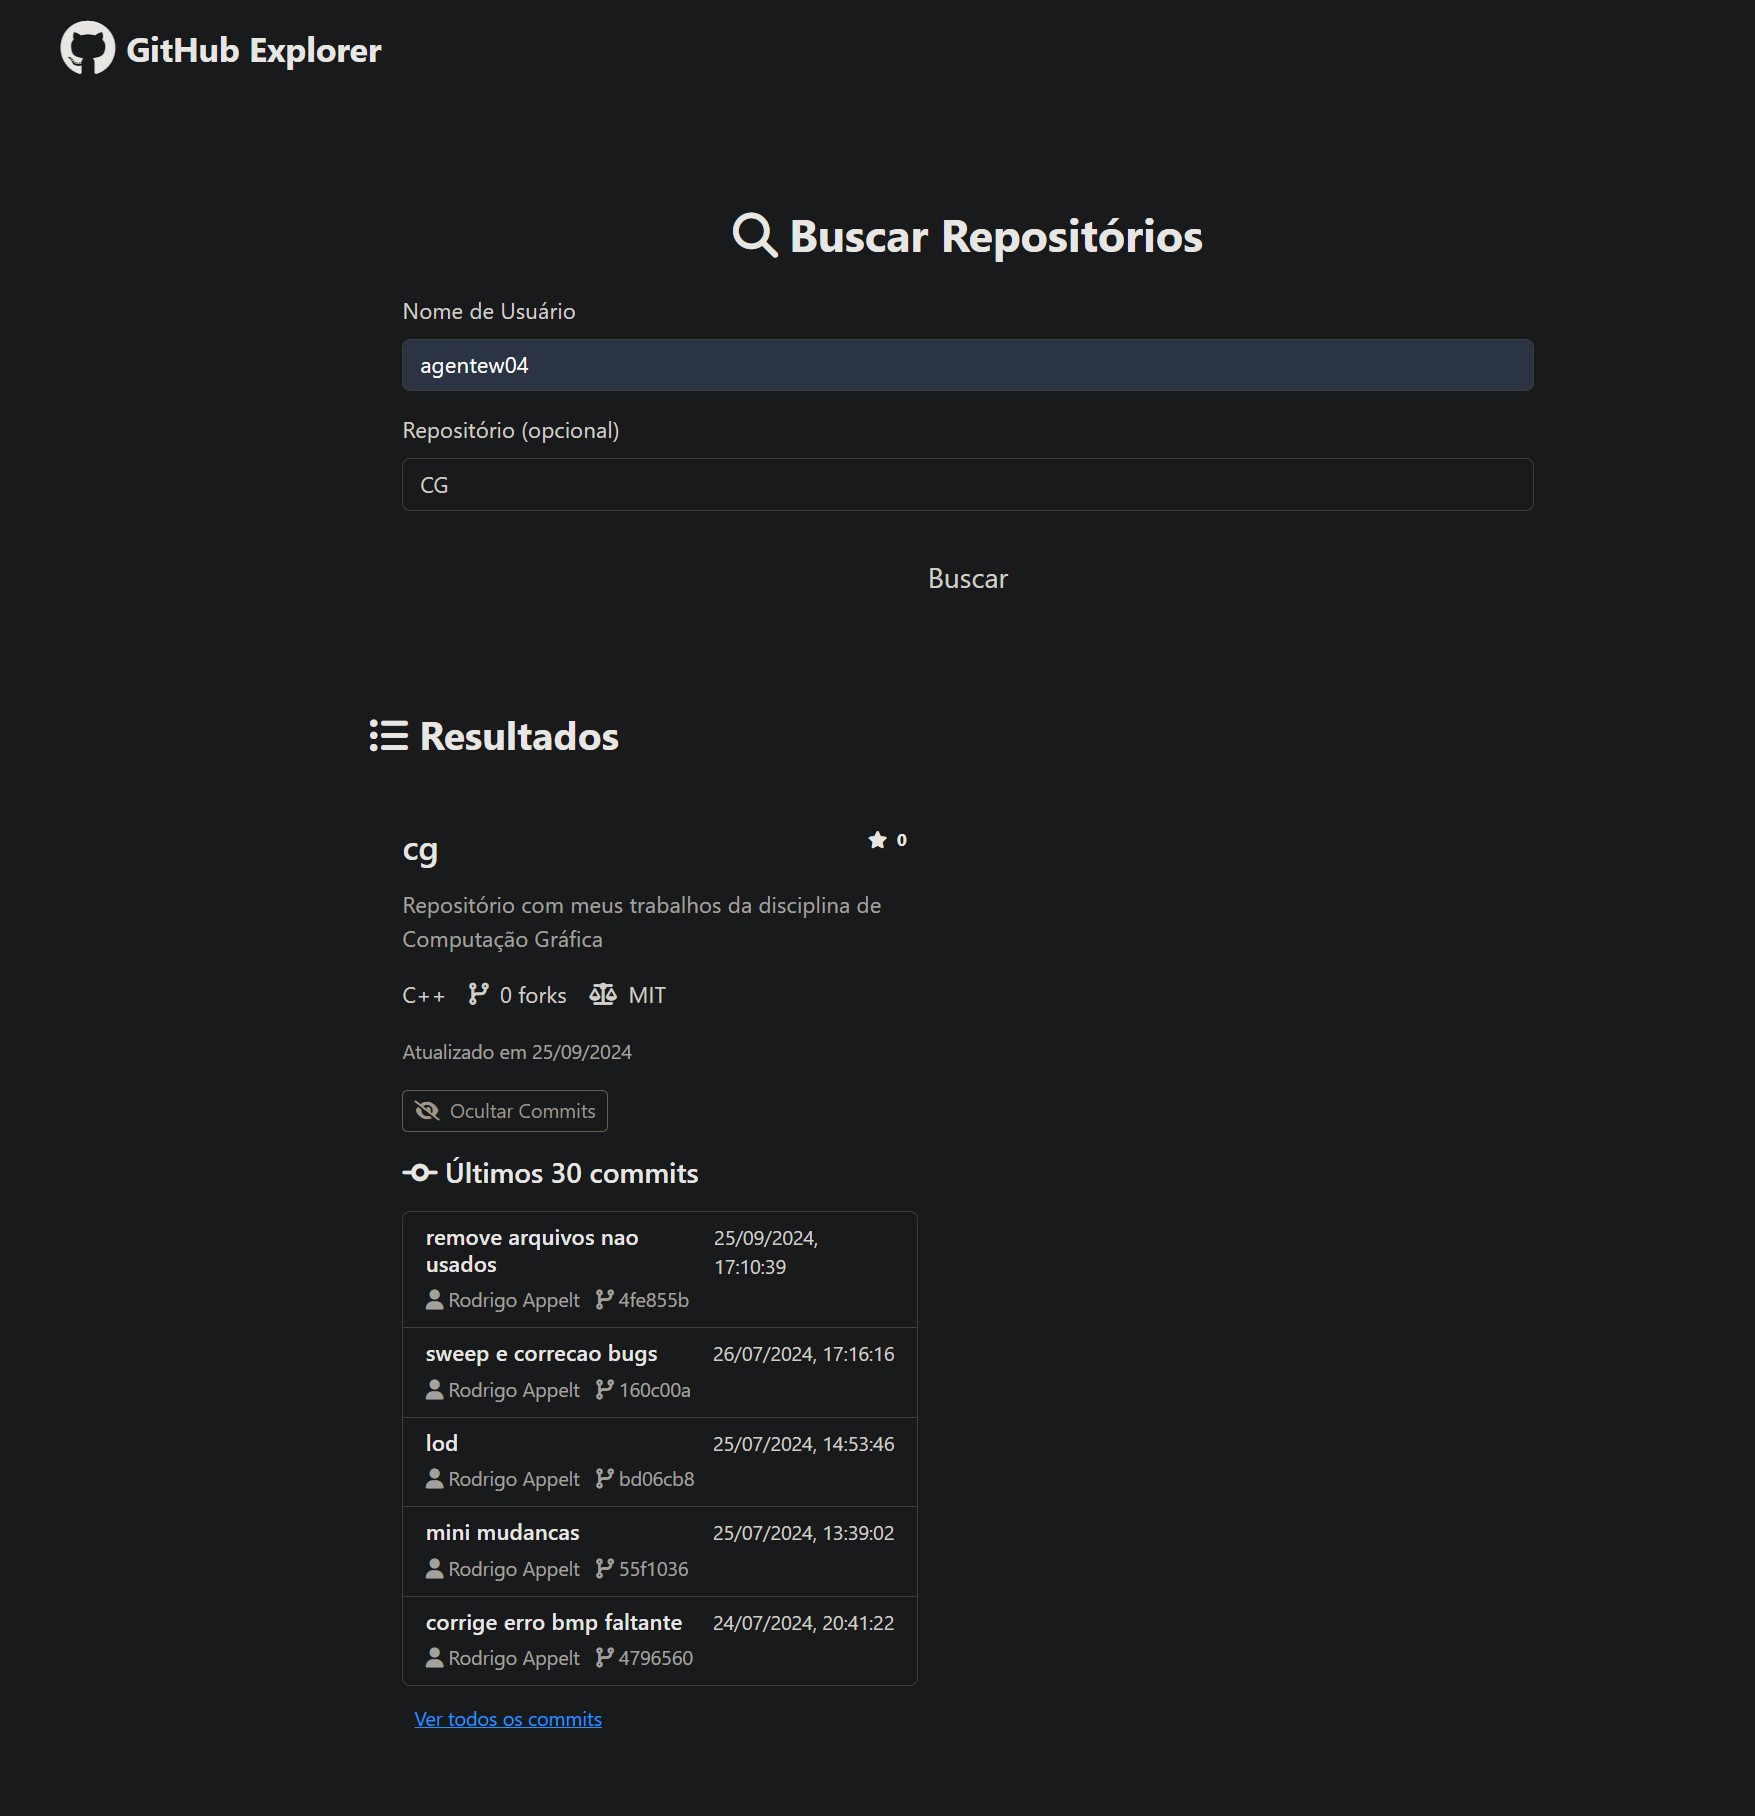 GitHub Explorer
Buscar Repositórios
Nome de Usuário
agentew04
Repositório (opcional)
CG
Buscar
Resultados
cg
0
Repositório com meus trabalhos da disciplina de
Computação Gráfica
C++ 0 forks MIT
Atualizado em 25/09/2024
Ocultar Commits
Últimos 30 commits
remove arquivos nao
usados
25/09/2024,
17:10:39
Rodrigo Appelt 4fe855b
sweep e correcao bugs 26/07/2024, 17:16:16
Rodrigo Appelt 160c00a
lod 25/07/2024, 14:53:46
Rodrigo Appelt bd06cb8
mini mudancas 25/07/2024, 13:39:02
Rodrigo Appelt 55f1036
corrige erro bmp faltante 24/07/2024, 20:41:22
Rodrigo Appelt 4796560
Ver todos os commits